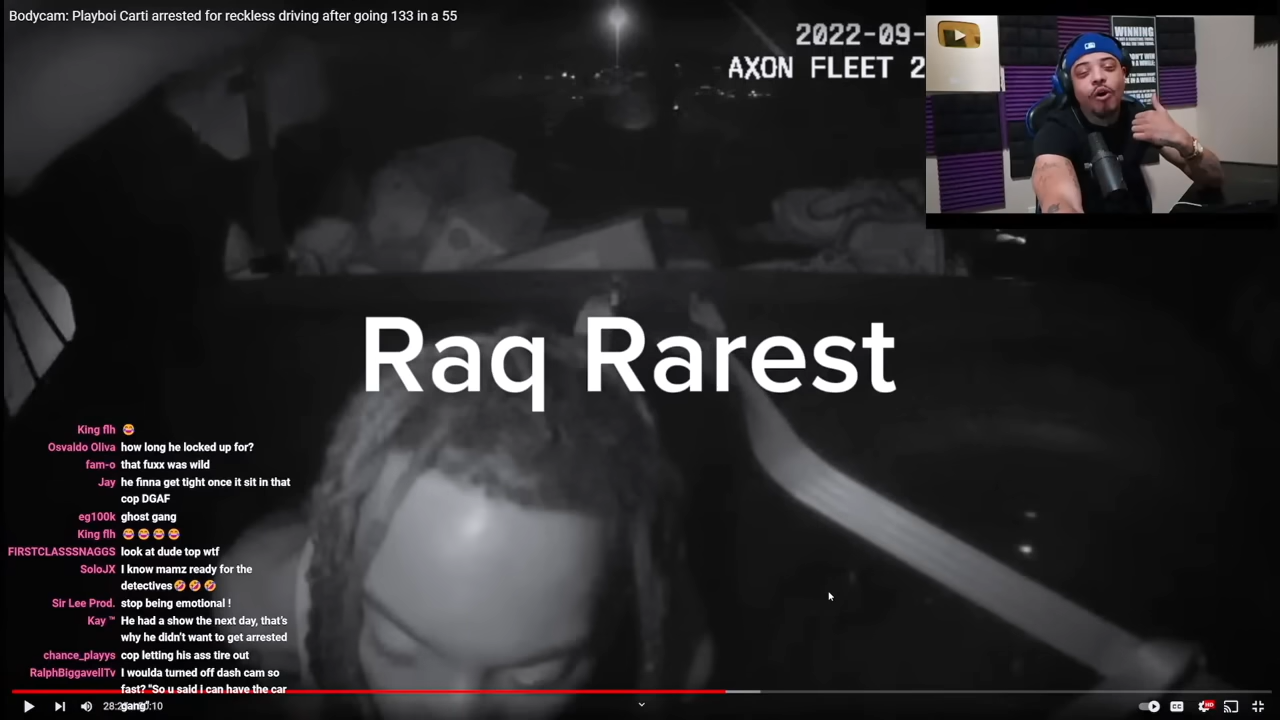 Bodycam: Playboi Carti arrested for reckless driving after going 133 in a 55
2022-09-
AXON FLEET 2
WINNING
Raq Rarest
King flh 😂
Osvaldo Oliva how long he locked up for?
fam-o that fuxx was wild
Jay he finna get tight once it sit in that
cop DGAF
eg100k ghost gang
King flh 😂😂😂😂
FIRSTCLASSSNAGGS look at dude top wtf
SoloJX I know mamz ready for the
detectives🤣🤣🤣
Sir Lee Prod. stop being emotional !
Kay ™ He had a show the next day, that's
why he didn't want to get arrested
chance_playys cop letting his ass tire out
RalphBiggavellTv I woulda turned off dash cam so
fast? "So u said i can have the car
gang"
CC
HD